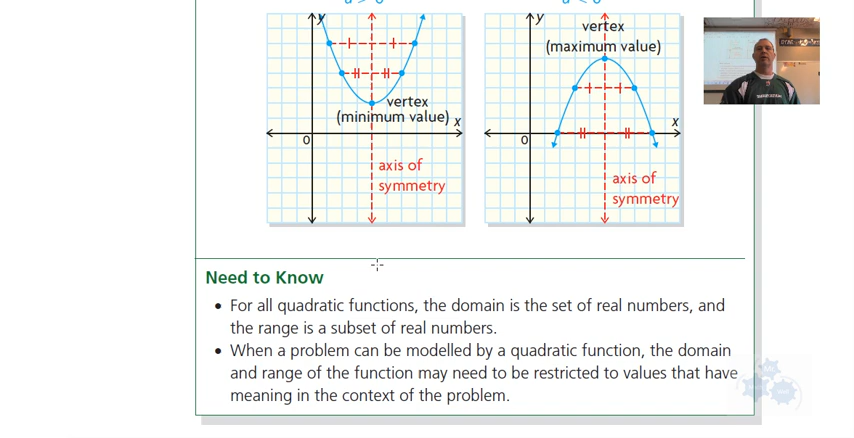 y
vertex
(minimum value)
x
0
axis of
symmetry
y
vertex
(maximum value)
x
0
axis of
symmetry
Need to Know
• For all quadratic functions, the domain is the set of real numbers, and
the range is a subset of real numbers.
• When a problem can be modelled by a quadratic function, the domain
and range of the function may need to be restricted to values that have
meaning in the context of the problem.